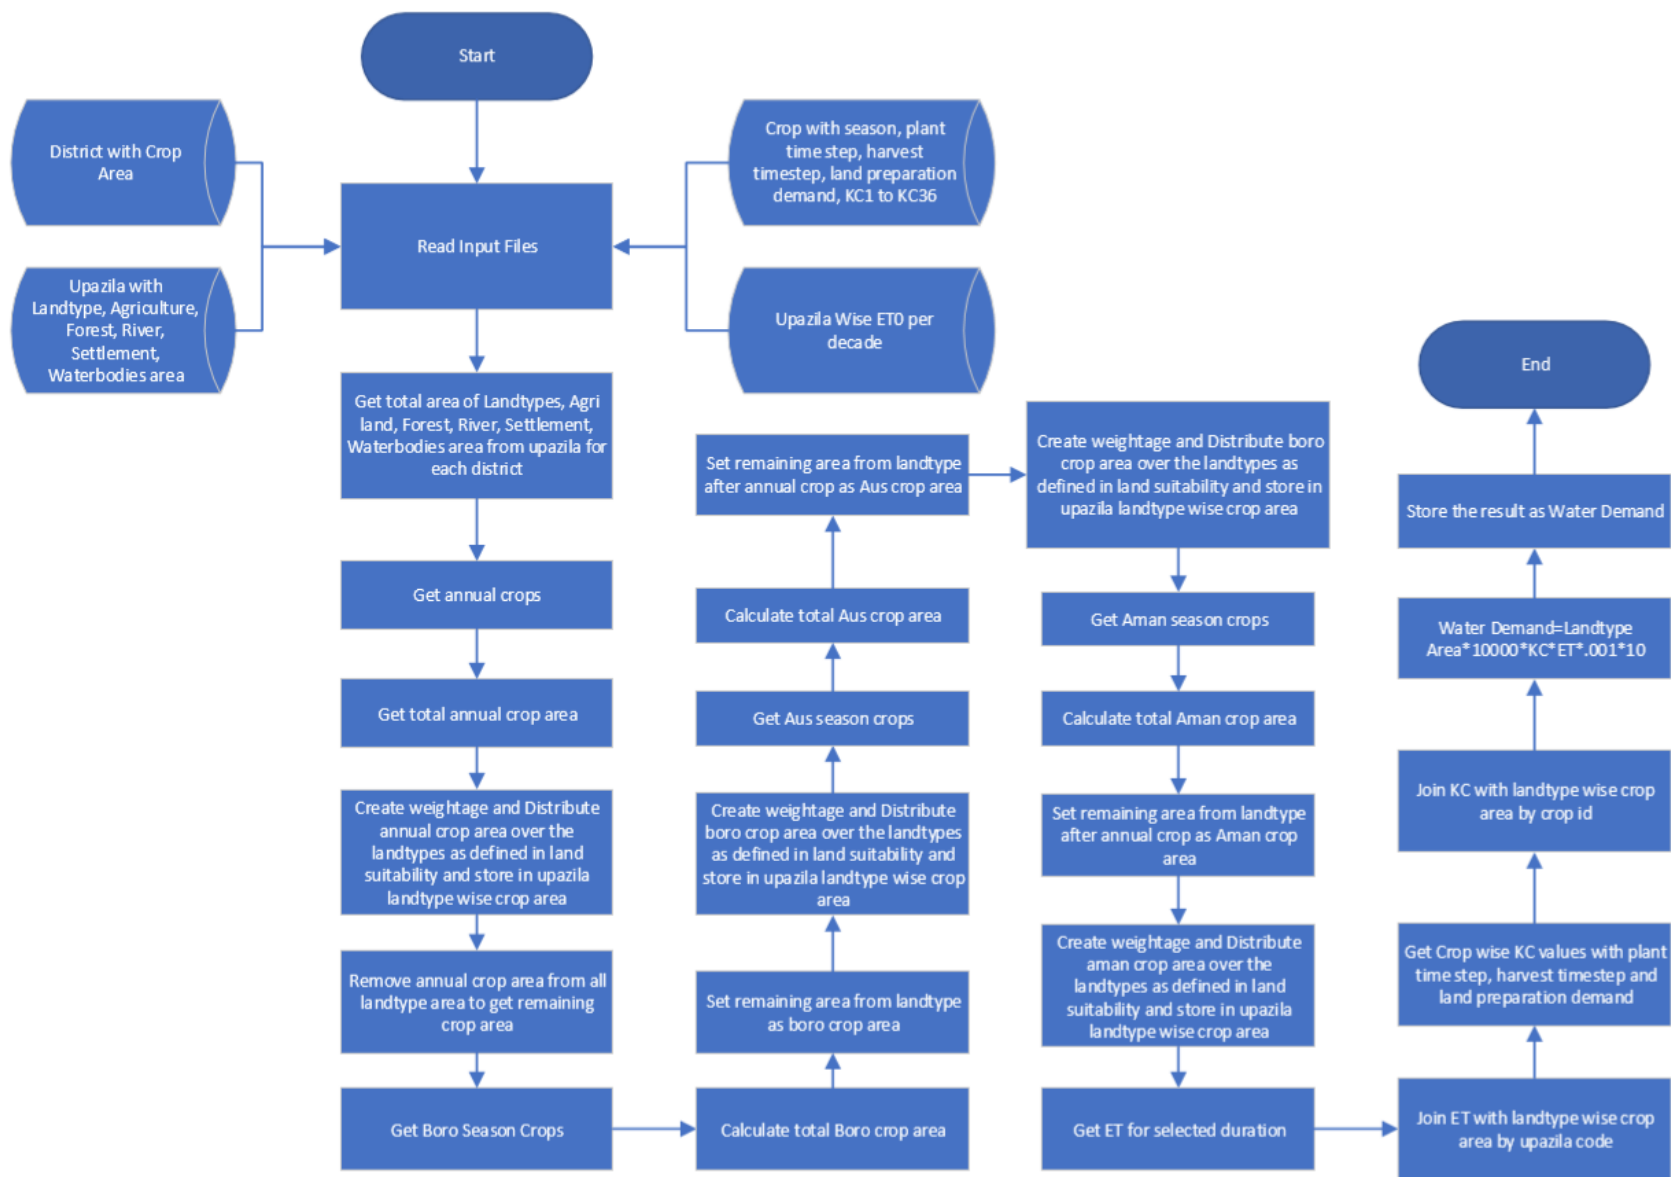 Start
District with Crop
Area
Crop with season, plant
time step, harvest
timestep, land preparation
demand, KC1 to KC36
Read Input Files
Upazila with
Landtype, Agriculture,
Forest, River,
Settlement,
Waterbodies area
Upazila Wise ET0 per
decade
Get total area of Landtypes, Agri
land, Forest, River, Settlement,
Waterbodies area from upazila for
each district
Get annual crops
Get total annual crop area
Create weightage and Distribute
annual crop area over the
landtypes as defined in land
suitability and store in upazila
landtype wise crop area
Remove annual crop area from all
landtype area to get remaining
crop area
Get Boro Season Crops
Calculate total Boro crop area
Set remaining area from landtype
as boro crop area
Create weightage and Distribute
boro crop area over the landtypes
as defined in land suitability and
store in upazila landtype wise crop
area
Get Aus season crops
Calculate total Aus crop area
Set remaining area from landtype
after annual crop as Aus crop area
Create weightage and Distribute boro
crop area over the landtypes as
defined in land suitability and store in
upazila landtype wise crop area
Get Aman season crops
Calculate total Aman crop area
Set remaining area from landtype
after annual crop as Aman crop
area
Create weightage and Distribute
aman crop area over the
landtypes as defined in land
suitability and store in upazila
landtype wise crop area
Get ET for selected duration
Join ET with landtype wise crop
area by upazila code
Get Crop wise KC values with plant
time step, harvest timestep and
land preparation demand
Join KC with landtype wise crop
area by crop id
Water Demand=Landtype
Area*10000*KC*ET*.001*10
Store the result as Water Demand
End